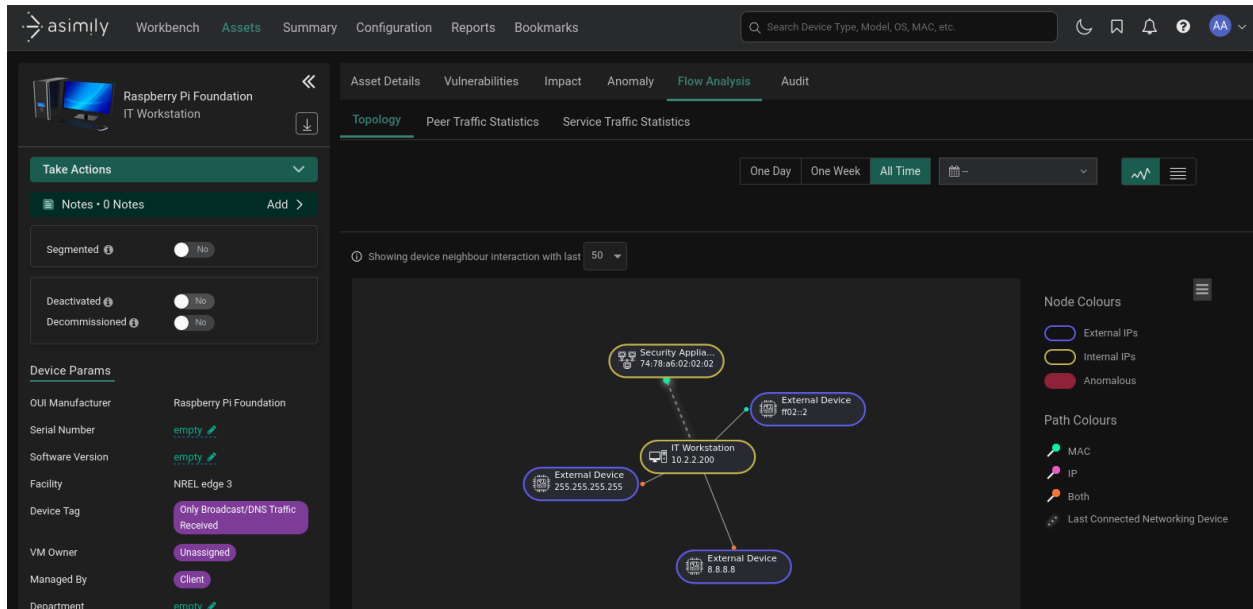 asimily Workbench Assets Summary Configuration Reports Bookmarks Search Device Type, Model, OS, MAC, etc. ? AA
Raspberry Pi Foundation
IT Workstation
Take Actions
Notes • 0 Notes Add
Segmented No
Deactivated No
Decommissioned No
Device Params
OUI Manufacturer Raspberry Pi Foundation
Serial Number empty
Software Version empty
Facility NREL edge 3
Device Tag Only Broadcast/DNS Traffic
Received
VM Owner Unassigned
Managed By Client
Department empty
Asset Details Vulnerabilities Impact Anomaly Flow Analysis Audit
Topology Peer Traffic Statistics Service Traffic Statistics
One Day One Week All Time –
Showing device neighbour interaction with last 50
Security Applia...
74:78:a6:02:02:02
External Device
ff02::2
IT Workstation
10.2.2.200
External Device
255.255.255.255
External Device
8.8.8.8
Node Colours
External IPs
Internal IPs
Anomalous
Path Colours
MAC
IP
Both
Last Connected Networking Device